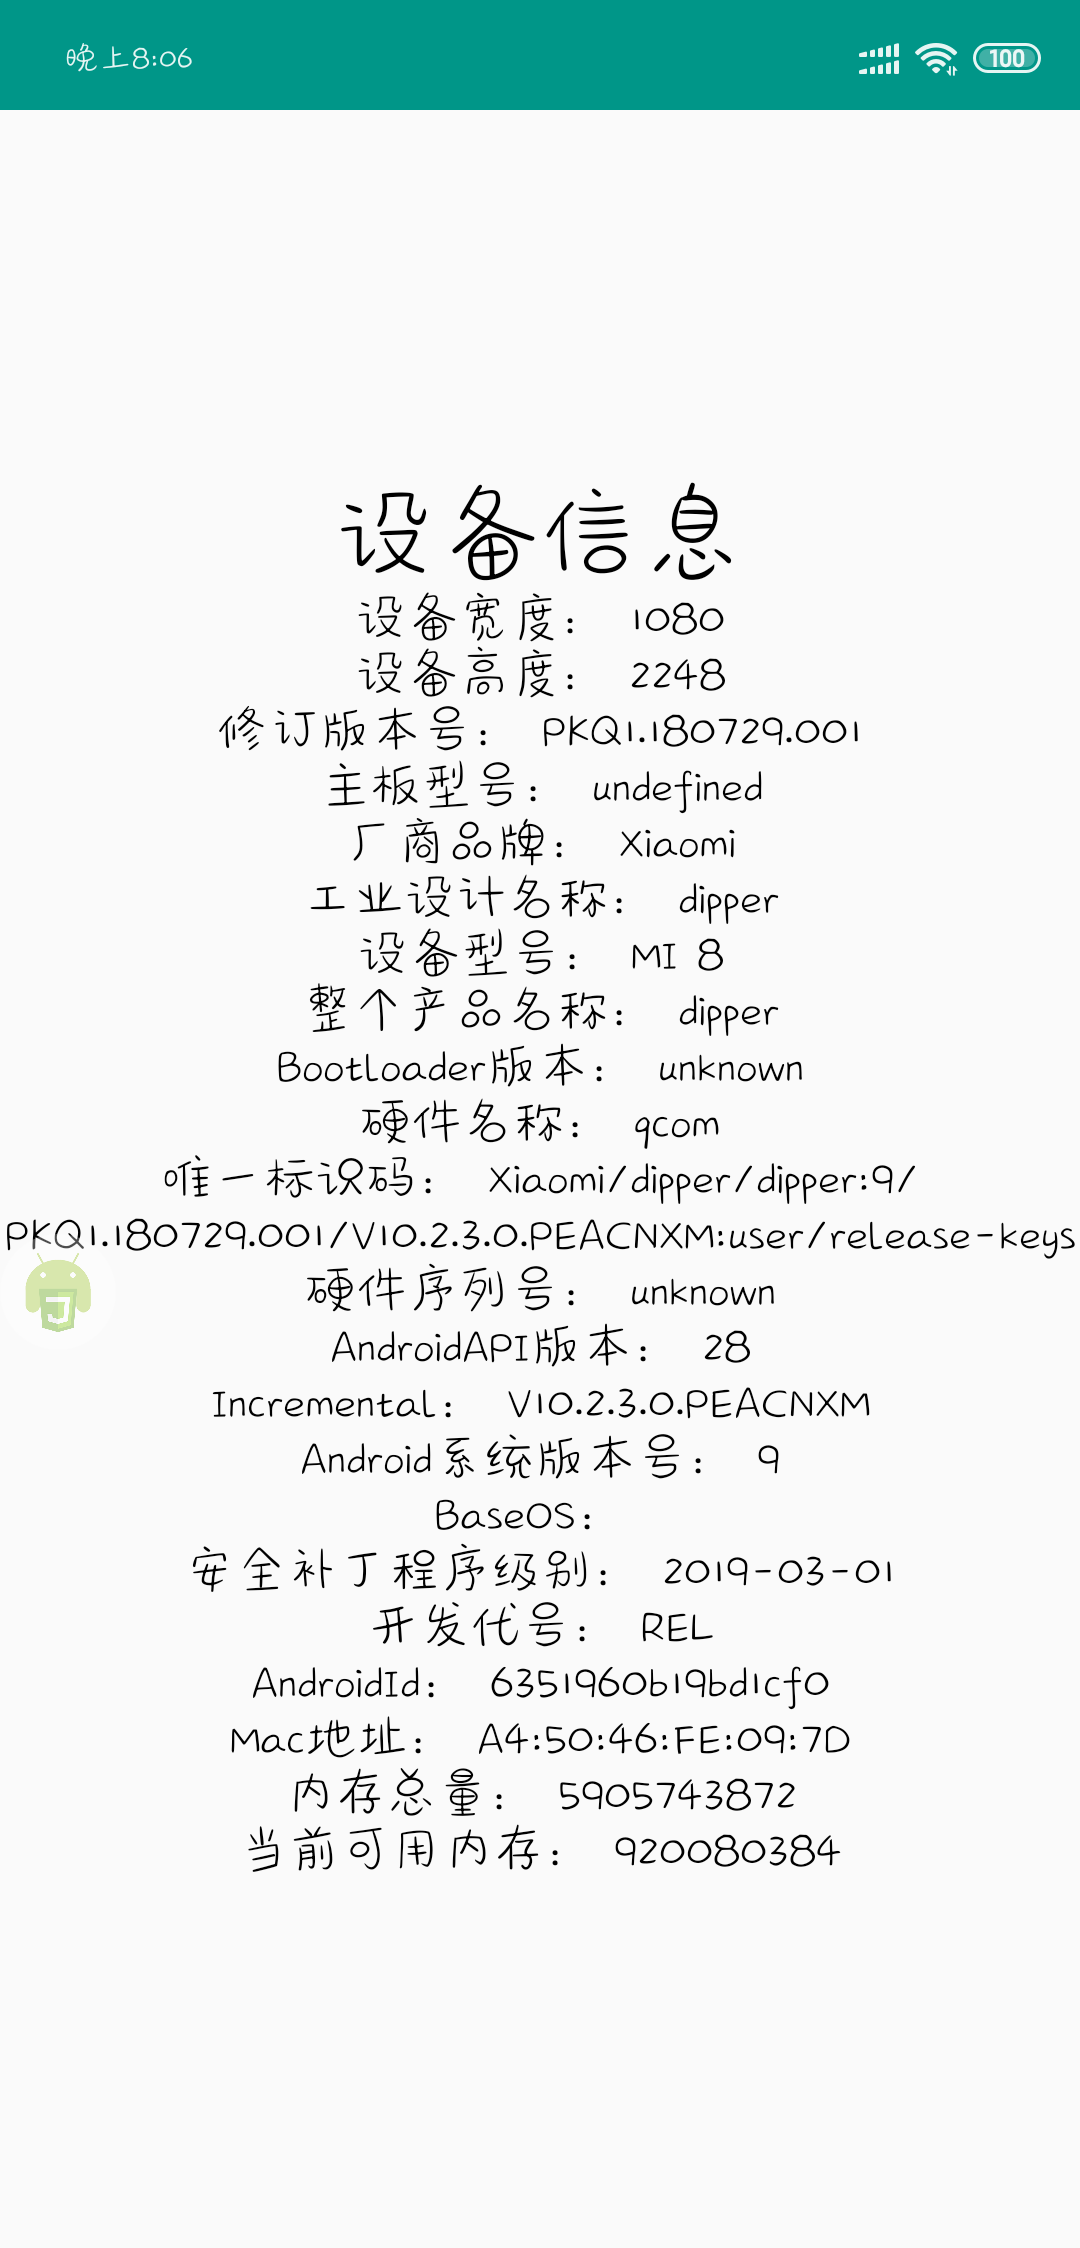 晚上8:06
100
设备信息
设备宽度： 1080
设备高度： 2248
修订版本号： PKQ1.180729.001
主板型号： undefined
厂商品牌： Xiaomi
工业设计名称： dipper
设备型号： MI 8
整个产品名称： dipper
Bootloader版本： unknown
硬件名称： qcom
唯一标识码： Xiaomi/dipper/dipper:9/
PKQ1.180729.001/V10.2.3.0.PEACNXM:user/release-keys
硬件序列号： unknown
AndroidAPI版本： 28
Incremental： V10.2.3.0.PEACNXM
Android系统版本号： 9
BaseOS：
安全补丁程序级别： 2019-03-01
开发代号： REL
AndroidId： 6351960b19bd1cf0
Mac地址： A4:50:46:FE:09:7D
内存总量： 5905743872
当前可用内存： 920080384